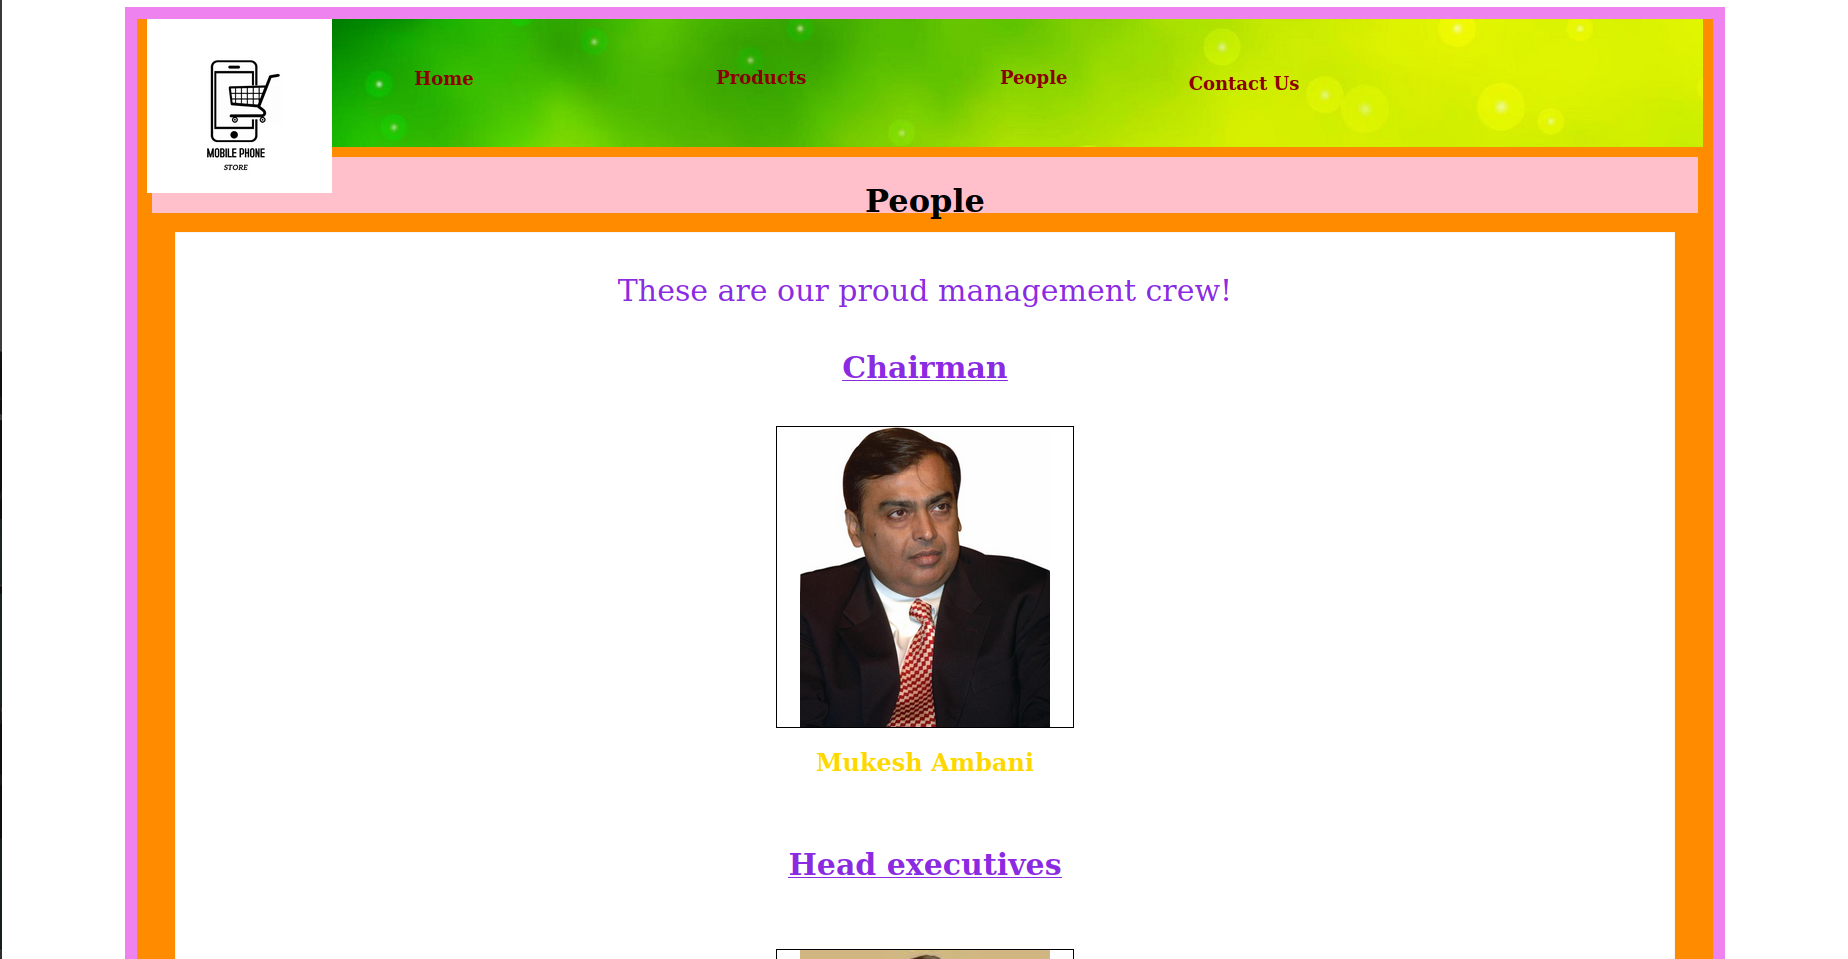 MOBILE PHONE
STORE
Home
Products
People
Contact Us
People
These are our proud management crew!
Chairman
Mukesh Ambani
Head executives